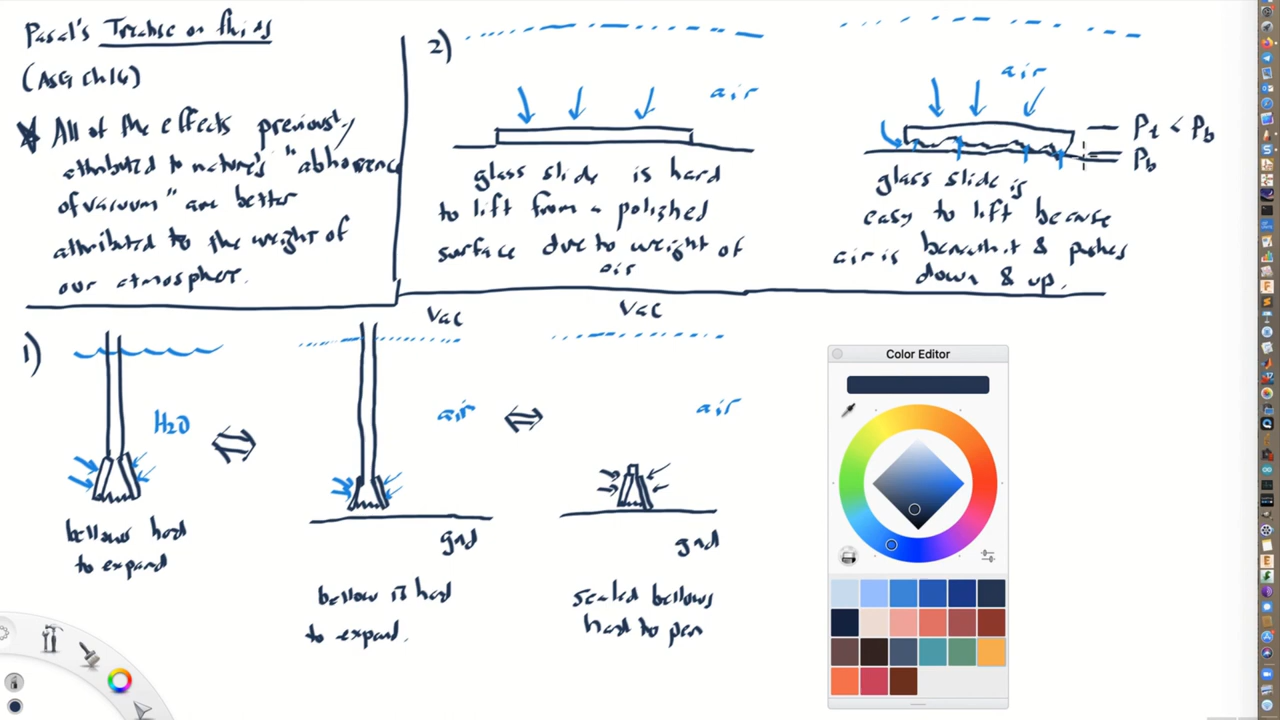 Pasal's Treatise on fluids
(ASG Ch16)
All of the effects previously
attributed to nature's "abhorrence
of vacuum" are better
attributed to the weight of
our atmosphere.
2)
air
glass slide is hard
to lift from a polished
surface due to weight of
air
air
Pt < Pb
Pb
glass slide is
easy to lift because
air is beneath it & pushes
down & up.
1)
H2O
bellows hard
to expand
Vac
air
gnd
bellow is hard
to expand.
Vac
air
gnd
sealed bellows
hard to
Color Editor